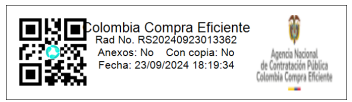 Colombia Compra Eficiente
Rad No. RS20240923013362
Anexos: No Con copia: No
Fecha: 23/09/2024 18:19:34
Agencia Nacional
de Contratación Pública
Colombia Compra Eficiente